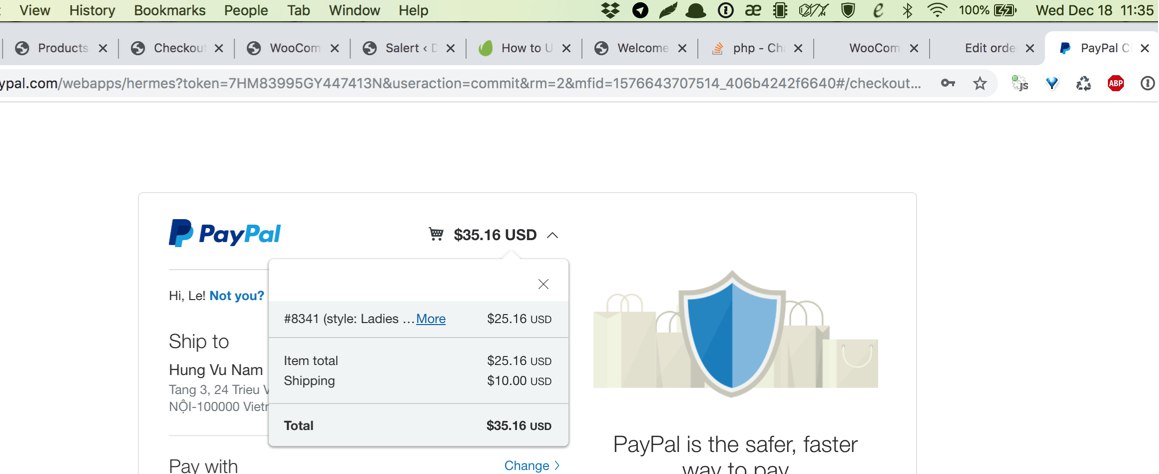 View History Bookmarks People Tab Window Help 100% Wed Dec 18 11:35
Products Checkout WooCom Salert ‹ D How to U Welcome php - Ch WooCom Edit orde PayPal C
ypal.com/webapps/hermes?token=7HM83995GY447413N&useraction=commit&rm=2&mfid=1576643707514_406b4242f6640#/checkout...
js ABP
PayPal $35.16 USD
Hi, Le! Not you?
#8341 (style: Ladies ...More $25.16 USD
Ship to
Item total $25.16 USD
Hung Vu Nam
Shipping $10.00 USD
Tang 3, 24 Trieu V
NỘI-100000 Vietn
Total $35.16 USD
PayPal is the safer, faster
way to pay
Pay with Change